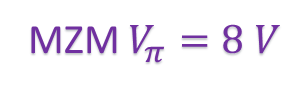 MZM V_π = 8 V